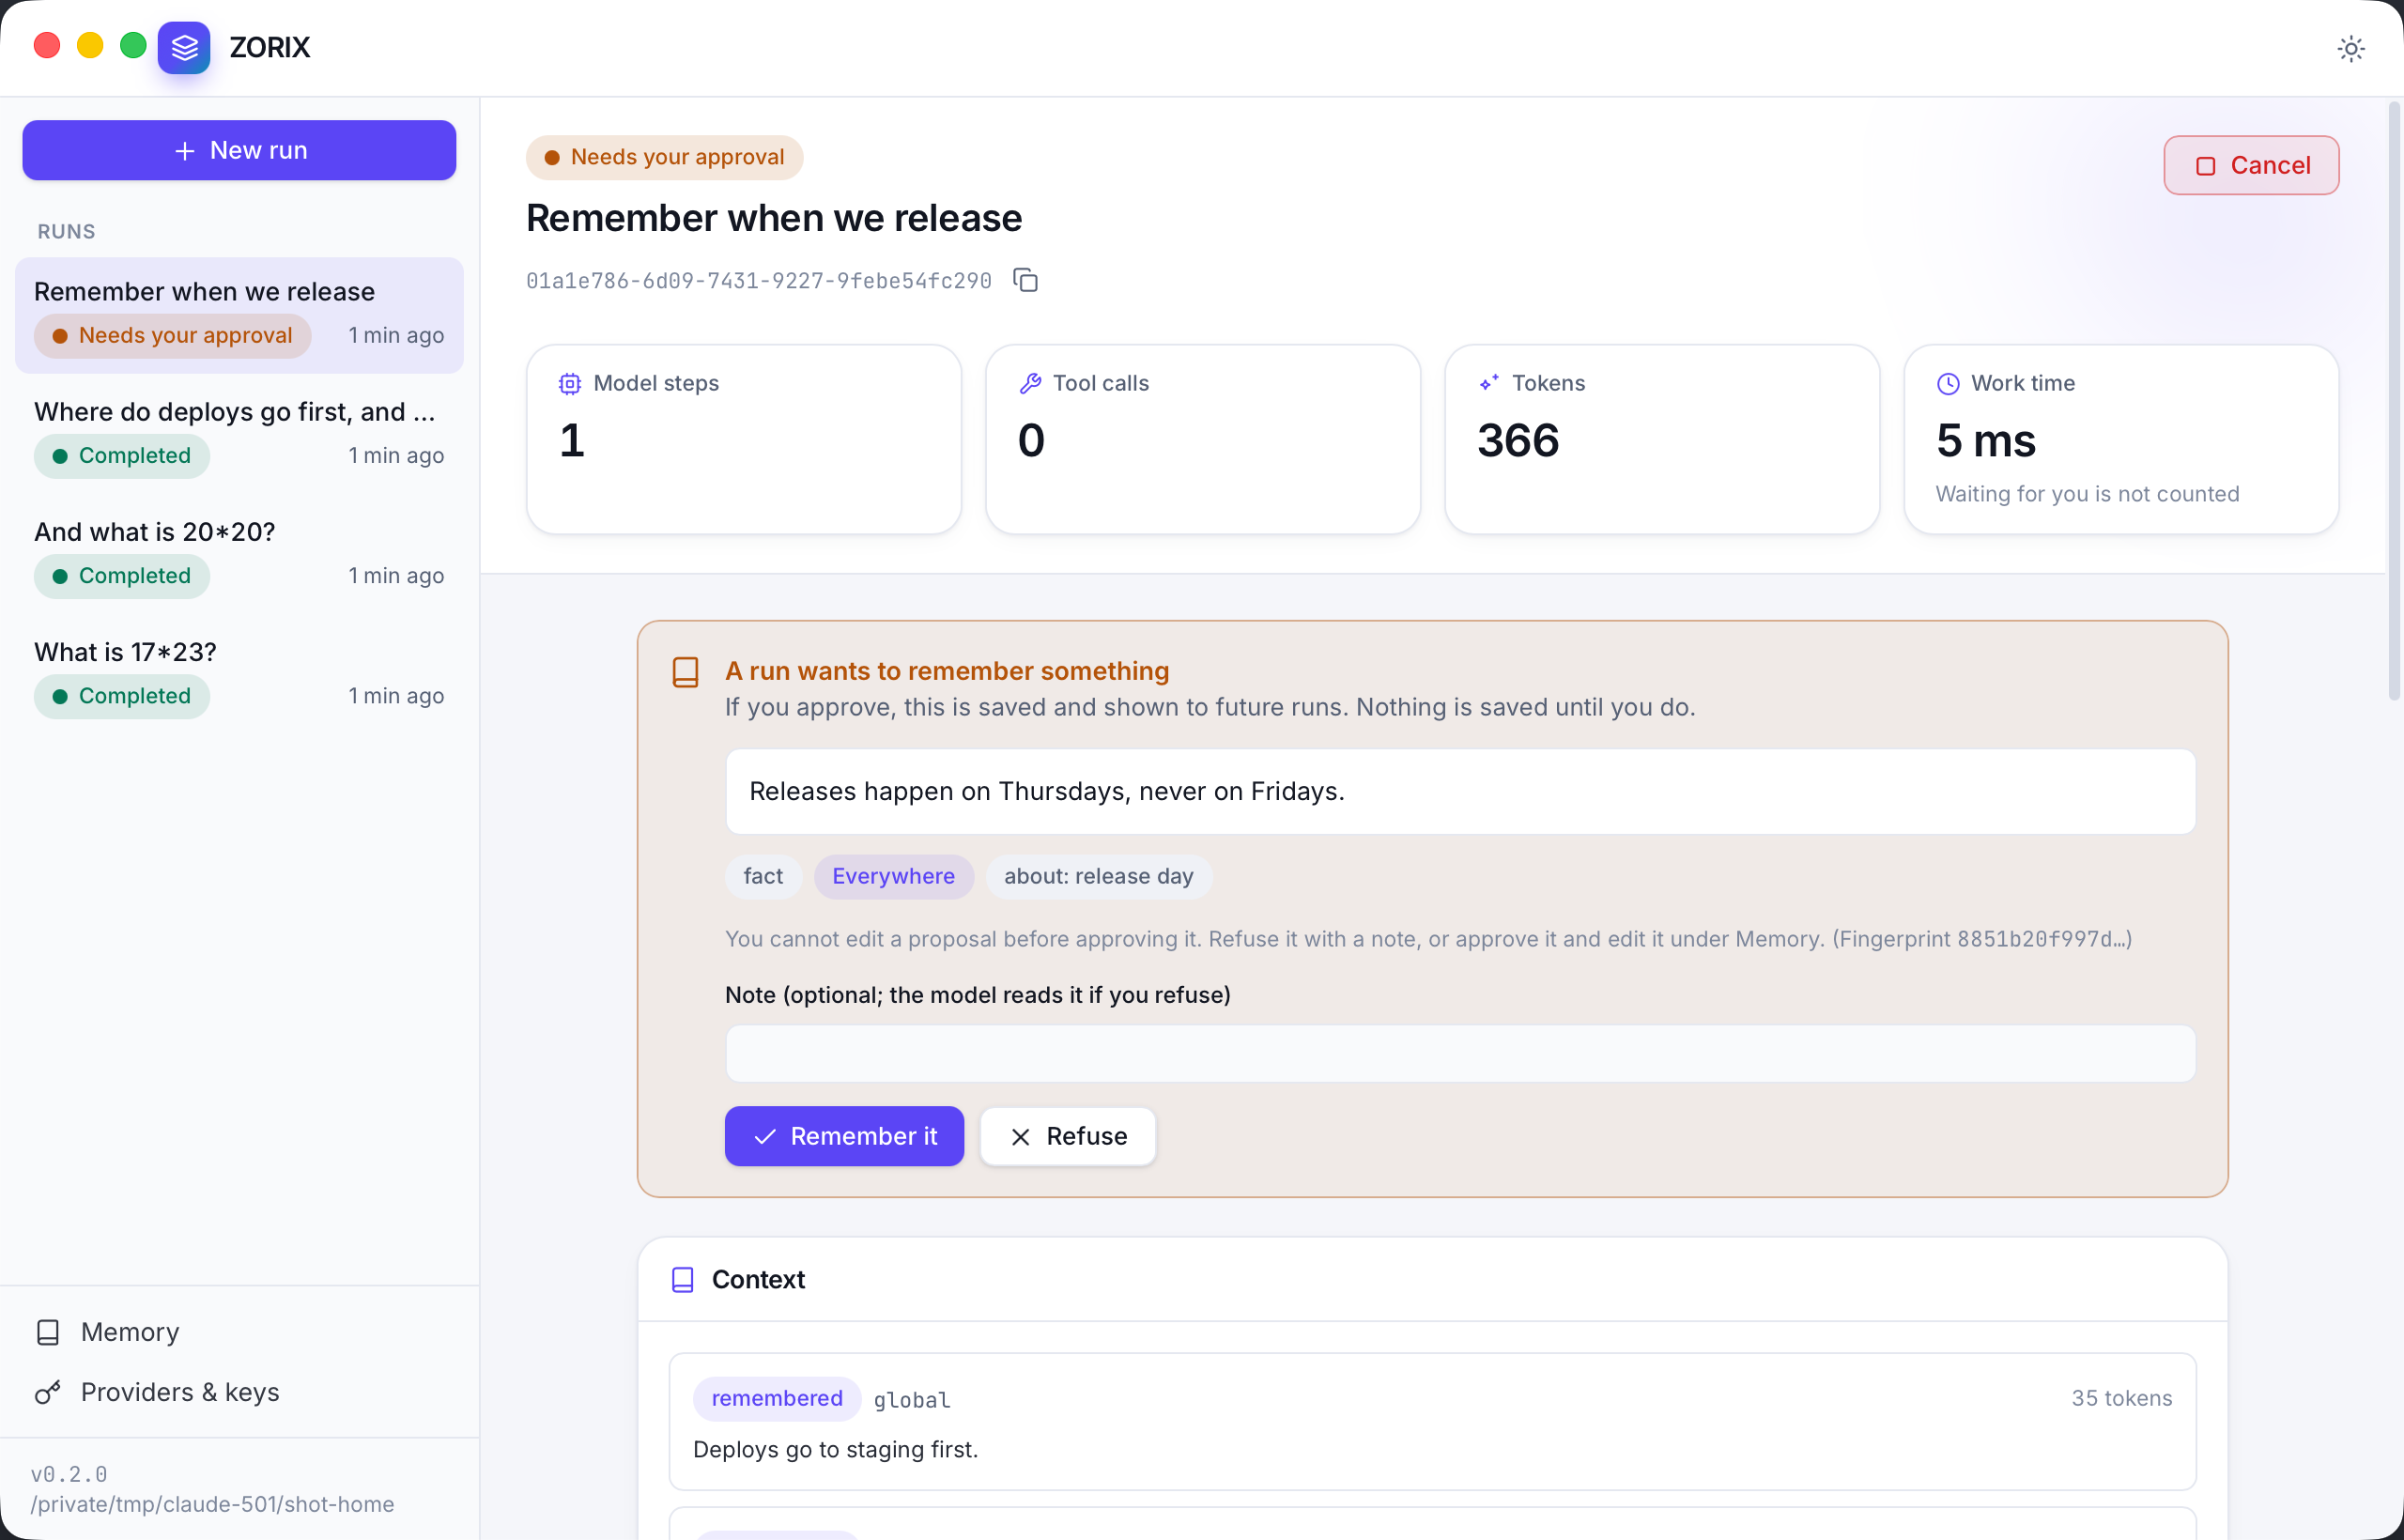 ZORIX
New run
RUNS
Remember when we release
Needs your approval 1 min ago
Where do deploys go first, and ...
Completed 1 min ago
And what is 20*20?
Completed 1 min ago
What is 17*23?
Completed 1 min ago
Memory
Providers & keys
v0.2.0
/private/tmp/claude-501/shot-home
Needs your approval
Cancel
Remember when we release
01a1e786-6d09-7431-9227-9febe54fc290
Model steps
1
Tool calls
0
Tokens
366
Work time
5 ms
Waiting for you is not counted
A run wants to remember something
If you approve, this is saved and shown to future runs. Nothing is saved until you do.
Releases happen on Thursdays, never on Fridays.
fact Everywhere about: release day
You cannot edit a proposal before approving it. Refuse it with a note, or approve it and edit it under Memory. (Fingerprint 8851b20f997d…)
Note (optional; the model reads it if you refuse)
Remember it Refuse
Context
remembered global 35 tokens
Deploys go to staging first.